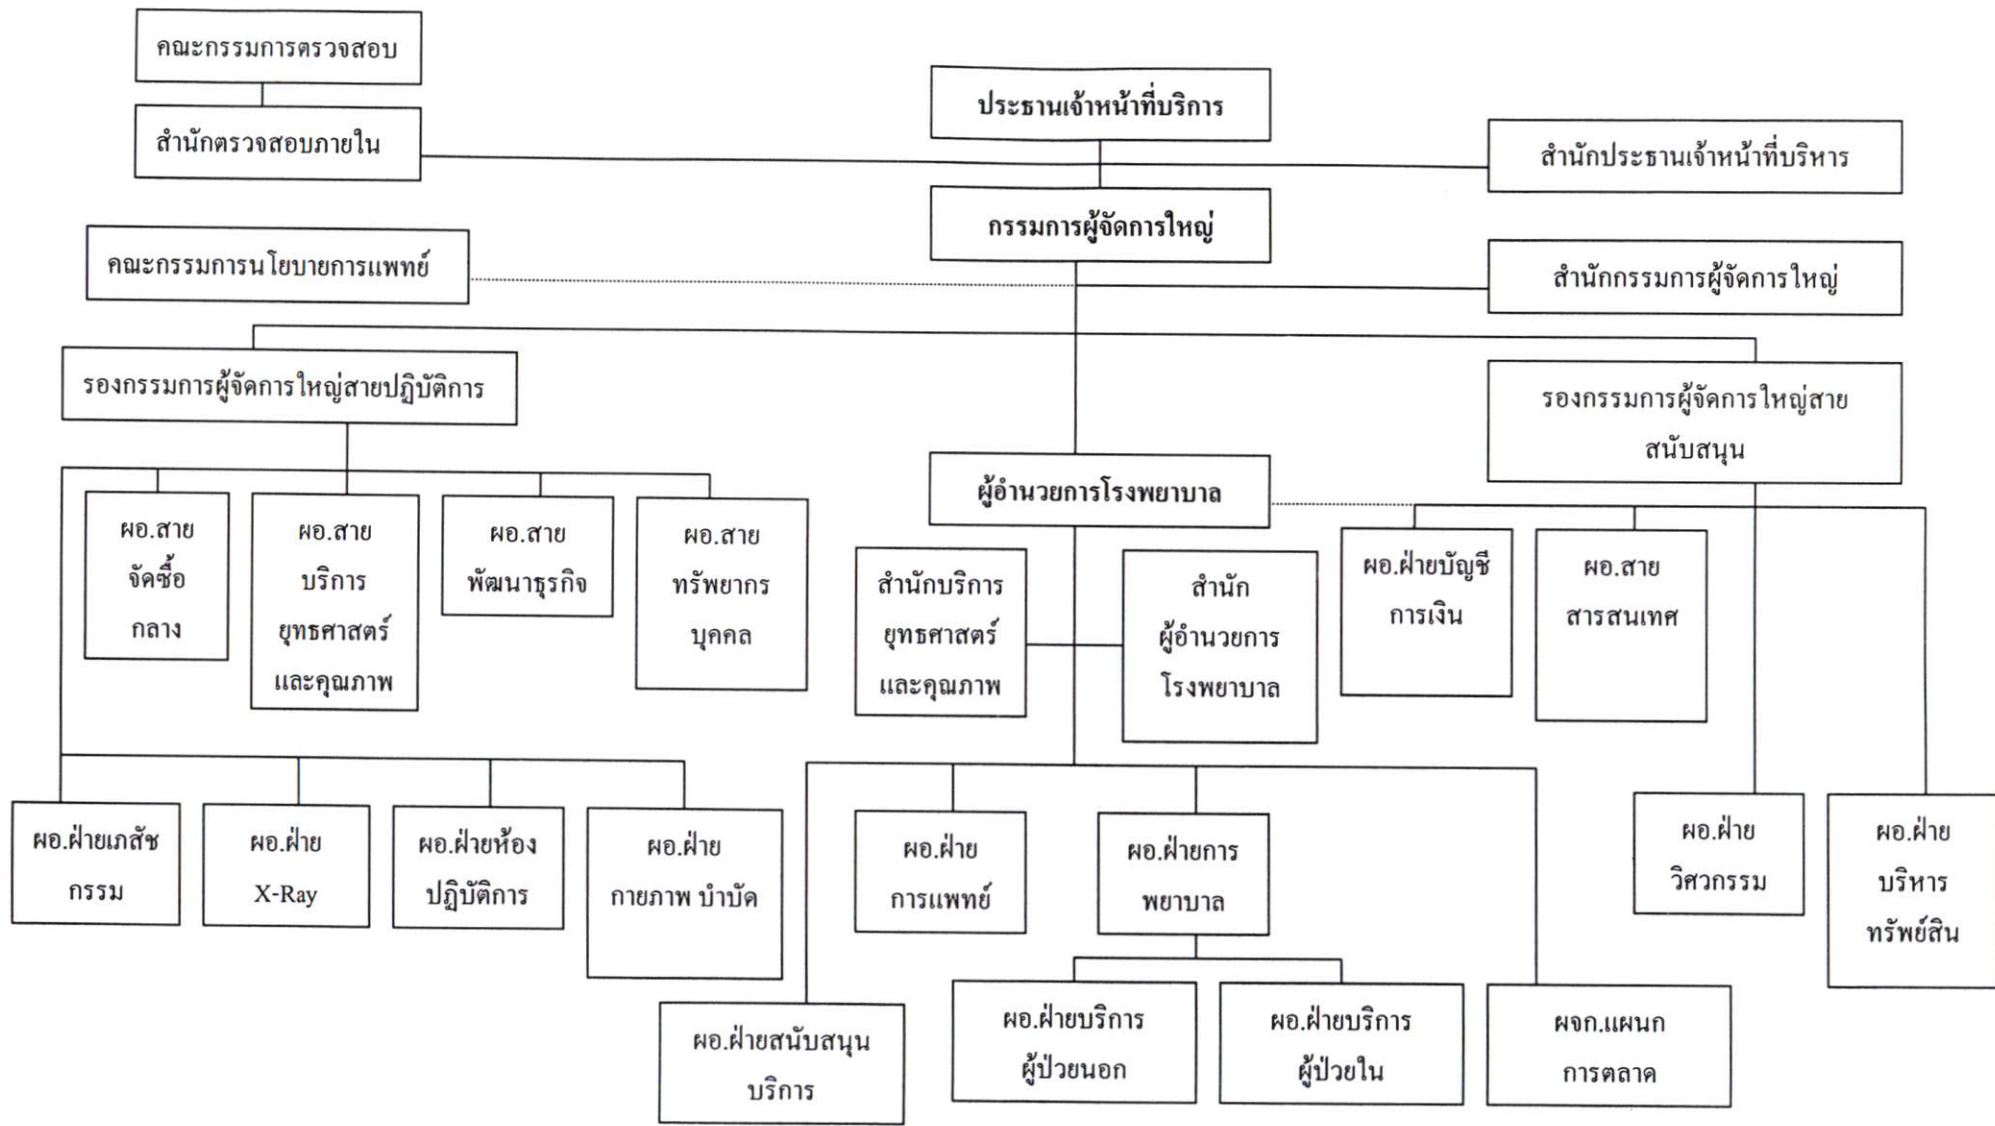 คณะกรรมการตรวจสอบ
ประธานเจ้าหน้าที่บริการ
สำนักตรวจสอบภายใน
สำนักประธานเจ้าหน้าที่บริหาร
กรรมการผู้จัดการใหญ่
คณะกรรมการนโยบายการแพทย์
สำนักกรรมการผู้จัดการใหญ่
รองกรรมการผู้จัดการใหญ่สายปฏิบัติการ
รองกรรมการผู้จัดการใหญ่สาย
สนับสนุน
ผู้อำนวยการโรงพยาบาล
ผอ.สาย
จัดซื้อ
กลาง
ผอ.สาย
บริการ
ยุทธศาสตร์
และคุณภาพ
ผอ.สาย
พัฒนาธุรกิจ
ผอ.สาย
ทรัพยากร
บุคคล
สำนักบริการ
ยุทธศาสตร์
และคุณภาพ
สำนัก
ผู้อำนวยการ
โรงพยาบาล
ผอ.ฝ่ายบัญชี
การเงิน
ผอ.สาย
สารสนเทศ
ผอ.ฝ่ายเภสัช
กรรม
ผอ.ฝ่าย
X-Ray
ผอ.ฝ่ายห้อง
ปฏิบัติการ
ผอ.ฝ่าย
กายภาพ บำบัด
ผอ.ฝ่าย
การแพทย์
ผอ.ฝ่ายการ
พยาบาล
ผอ.ฝ่าย
วิศวกรรม
ผอ.ฝ่าย
บริหาร
ทรัพย์สิน
ผอ.ฝ่ายสนับสนุน
บริการ
ผอ.ฝ่ายบริการ
ผู้ป่วยนอก
ผอ.ฝ่ายบริการ
ผู้ป่วยใน
ผจก.แผนก
การตลาด